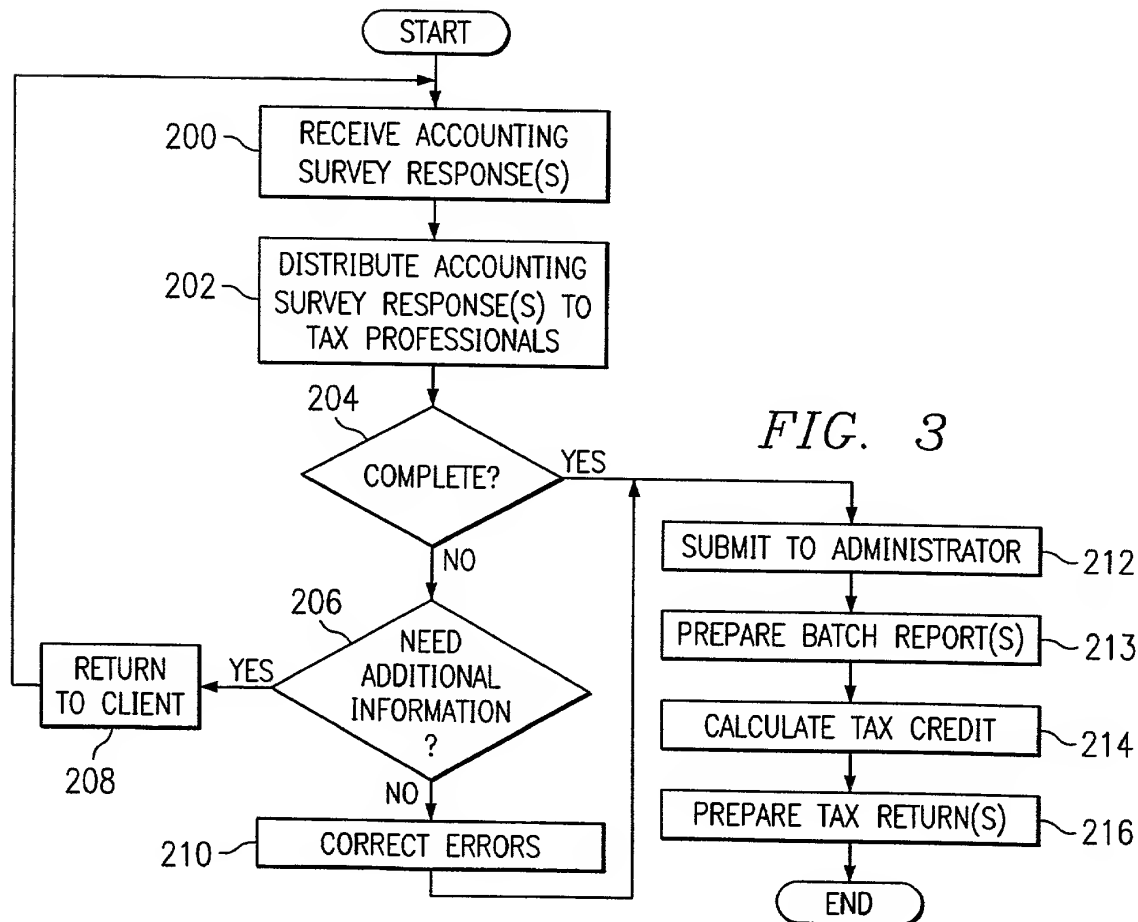 START
200
RECEIVE ACCOUNTING
SURVEY RESPONSE(S)
202
DISTRIBUTE ACCOUNTING
SURVEY RESPONSE(S) TO
TAX PROFESSIONALS
204
COMPLETE?
YES
NO
FIG. 3
206
NEED
ADDITIONAL
INFORMATION
?
YES
RETURN
TO CLIENT
208
NO
210
CORRECT ERRORS
SUBMIT TO ADMINISTRATOR
212
PREPARE BATCH REPORT(S)
213
CALCULATE TAX CREDIT
214
PREPARE TAX RETURN(S)
216
END